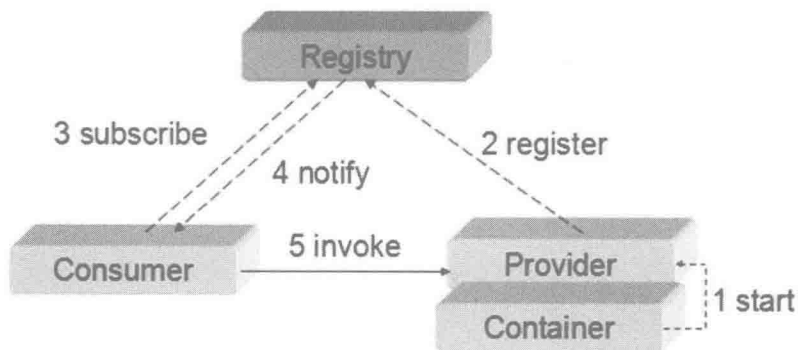 Registry
3 subscribe
2 register
4 notify
5 invoke
Consumer
Provider
1 start
Container